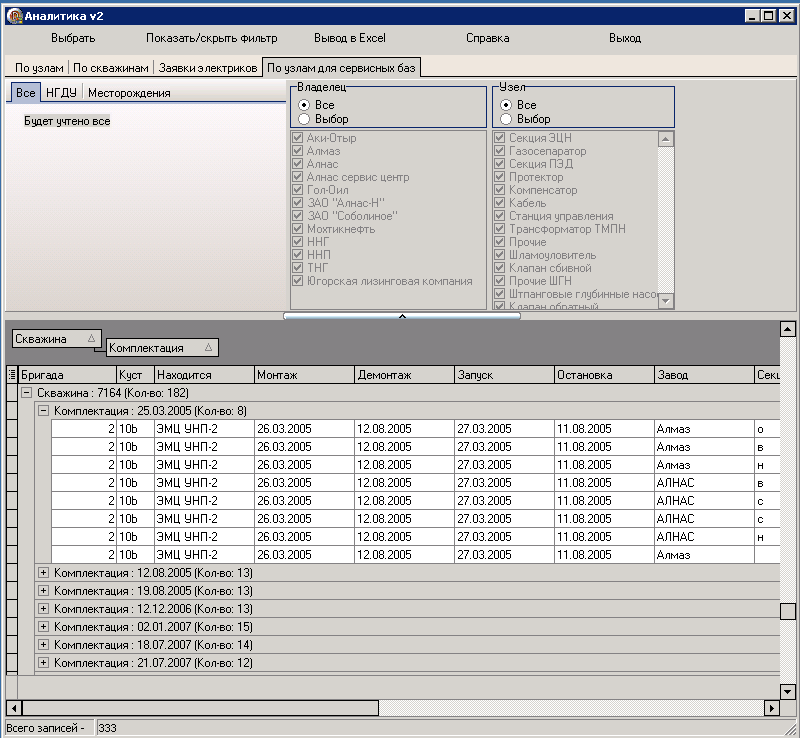 Аналитика v2
Выбрать Показать/скрыть фильтр Вывод в Excel Справка Выход
По узлам По скважинам Заявки электриков По узлам для сервисных баз
Все НГДУ Месторождения
Будет учтено все
Владелец
Все
Выбор
Аки-Отыр
Алмаз
Алнас
Алнас сервис центр
Гол-Оил
ЗАО "Алнас-Н"
ЗАО "Соболиное"
Мохтикнефть
ННГ
ННП
ТНГ
Югорская лизинговая компания
Узел
Все
Выбор
Секция ЭЦН
Газосепаратор
Секция ПЭД
Протектор
Компенсатор
Кабель
Станция управления
Трансформатор ТМПН
Прочие
Шламоуловитель
Клапан сбивной
Прочие ШГН
Штпанговые глубинные насо
Клапан обратный
Скважина
Комплектация
Бригада Куст Находится Монтаж Демонтаж Запуск Остановка Завод Секц
Скважина : 7164 (Кол-во: 182)
Комплектация : 25.03.2005 (Кол-во: 8)
2 10b ЭМЦ УНП-2 26.03.2005 12.08.2005 27.03.2005 11.08.2005 Алмаз о
2 10b ЭМЦ УНП-2 26.03.2005 12.08.2005 27.03.2005 11.08.2005 Алмаз в
2 10b ЭМЦ УНП-2 26.03.2005 12.08.2005 27.03.2005 11.08.2005 Алмаз н
2 10b ЭМЦ УНП-2 26.03.2005 12.08.2005 27.03.2005 11.08.2005 АЛНАС в
2 10b ЭМЦ УНП-2 26.03.2005 12.08.2005 27.03.2005 11.08.2005 АЛНАС с
2 10b ЭМЦ УНП-2 26.03.2005 12.08.2005 27.03.2005 11.08.2005 АЛНАС с
2 10b ЭМЦ УНП-2 26.03.2005 12.08.2005 27.03.2005 11.08.2005 АЛНАС н
2 10b ЭМЦ УНП-2 26.03.2005 12.08.2005 27.03.2005 11.08.2005 Алмаз
Комплектация : 12.08.2005 (Кол-во: 13)
Комплектация : 19.08.2005 (Кол-во: 13)
Комплектация : 12.12.2006 (Кол-во: 13)
Комплектация : 02.01.2007 (Кол-во: 15)
Комплектация : 18.07.2007 (Кол-во: 14)
Комплектация : 21.07.2007 (Кол-во: 12)
Всего записей - 333